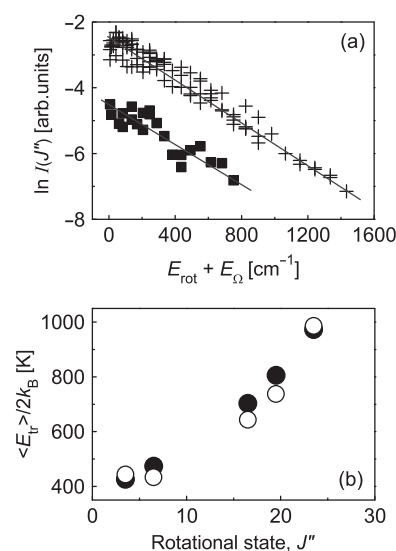 (a)
ln I(J″) [arb.units]
−2
−4
−6
−8
0 400 800 1200 1600
E_rot + E_Ω [cm⁻¹]
(b)
<E_tr>/2k_B [K]
1000
800
600
400
0 10 20 30
Rotational state, J″